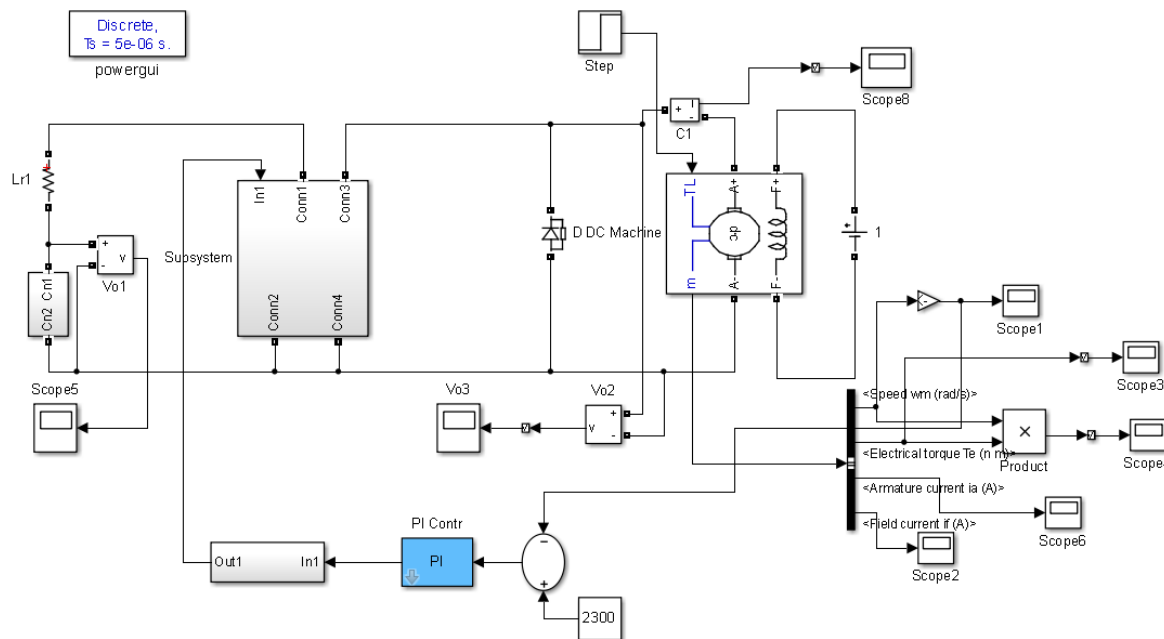 Discrete,
Ts = 5e-06 s.
powergui
Step
Scope8
+
i
-
C1
Lr1
In1
Conn1
Conn3
Subsystem
Conn2
Conn4
+
-
v
Vo1
Cn1
Cn2
D DC Machine
TL
m
A+
dc
A-
F+
F-
+
1
Scope1
Scope3
Scope5
Vo3
Vo2
v
+
-
<Speed wm (rad/s)>
<Electrical torque Te (n m)>
<Armature current ia (A)>
<Field current if (A)>
×
Product
Scope
Scope6
Scope2
PI Contr
PI
Out1
In1
−
+
2300